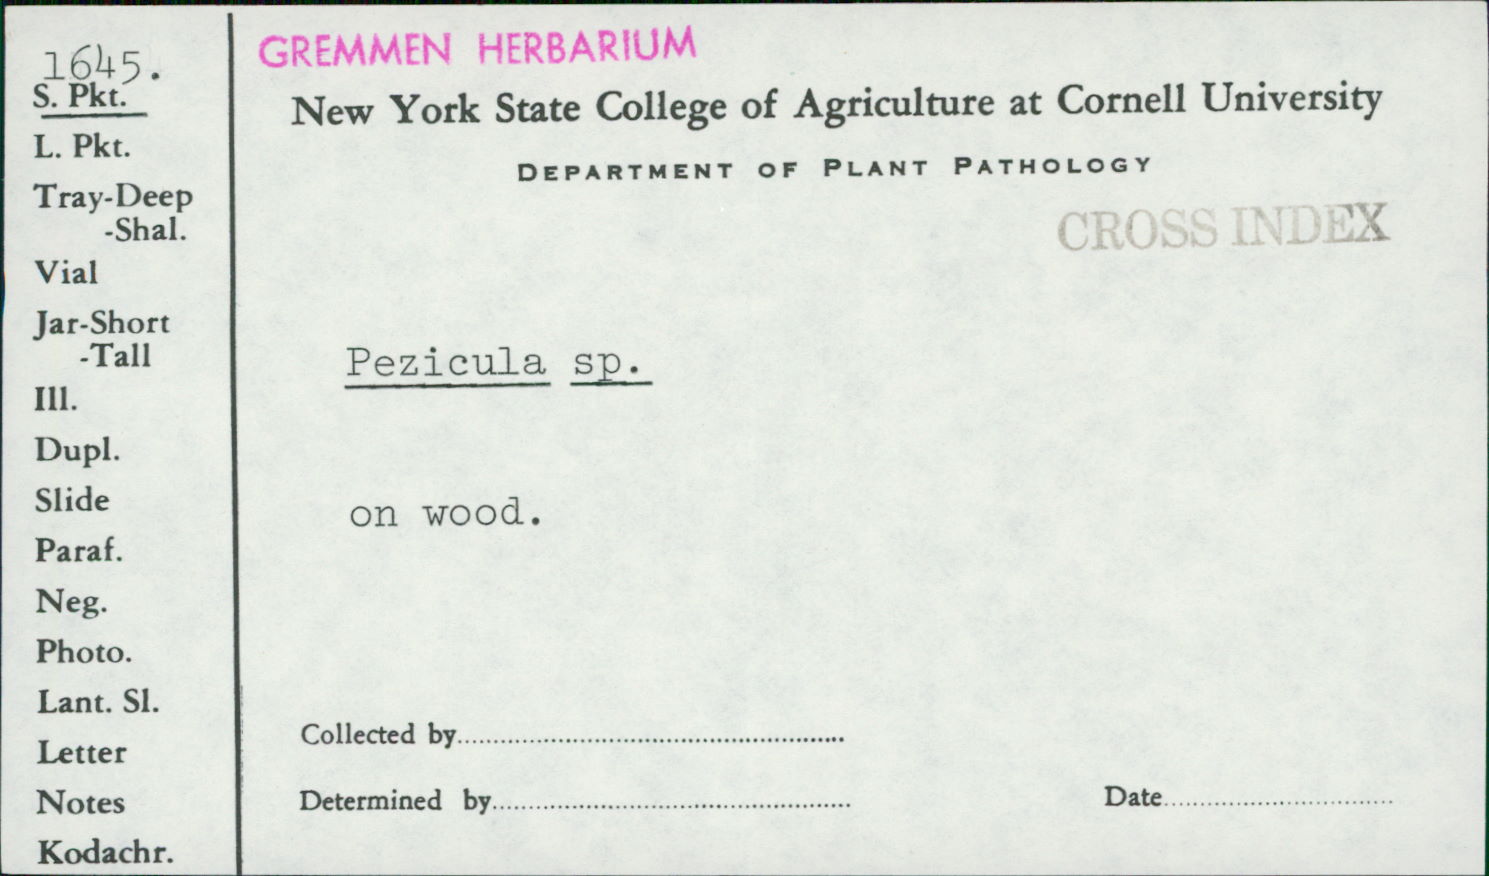 1645.
S. Pkt.
L. Pkt.
Tray-Deep
-Shal.
Vial
Jar-Short
-Tall
Ill.
Dupl.
Slide
Paraf.
Neg.
Photo.
Lant. Sl.
Letter
Notes
Kodachr.
GREMMEN HERBARIUM
New York State College of Agriculture at Cornell University
DEPARTMENT OF PLANT PATHOLOGY
CROSS INDEX
Pezicula sp.
on wood.
Collected by
Determined by
Date